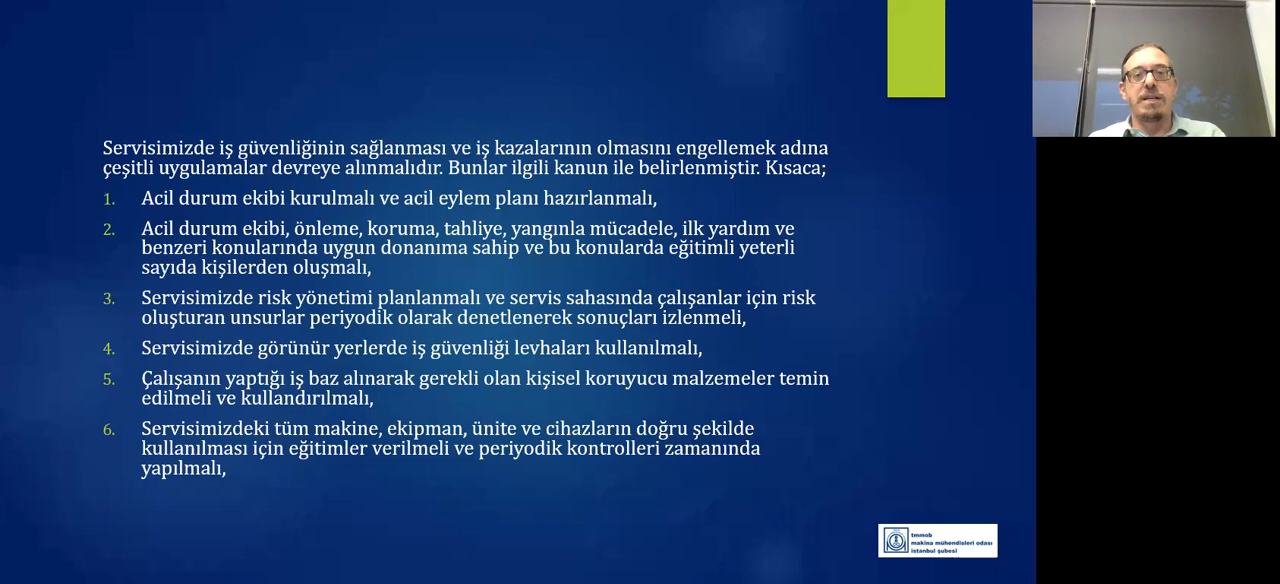 Servisimizde iş güvenliğinin sağlanması ve iş kazalarının olmasını engellemek adına
çeşitli uygulamalar devreye alınmalıdır. Bunlar ilgili kanun ile belirlenmiştir. Kısaca;
1. Acil durum ekibi kurulmalı ve acil eylem planı hazırlanmalı,
2. Acil durum ekibi, önleme, koruma, tahliye, yangınla mücadele, ilk yardım ve
benzeri konularında uygun donanıma sahip ve bu konularda eğitimli yeterli
sayıda kişilerden oluşmalı,
3. Servisimizde risk yönetimi planlanmalı ve servis sahasında çalışanlar için risk
oluşturan unsurlar periyodik olarak denetlenerek sonuçları izlenmeli,
4. Servisimizde görünür yerlerde iş güvenliği levhaları kullanılmalı,
5. Çalışanın yaptığı iş baz alınarak gerekli olan kişisel koruyucu malzemeler temin
edilmeli ve kullandırılmalı,
6. Servisimizdeki tüm makine, ekipman, ünite ve cihazların doğru şekilde
kullanılması için eğitimler verilmeli ve periyodik kontrolleri zamanında
yapılmalı,
tmmob
makina mühendisleri odası
istanbul şubesi